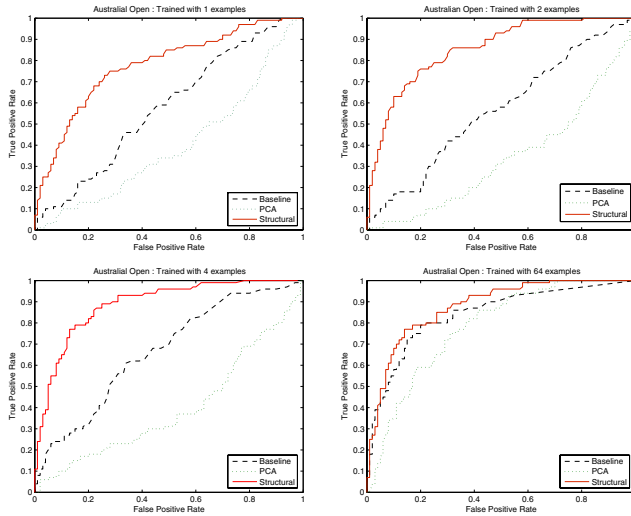 Australial Open : Trained with 1 examples
1
0.9
0.8
0.7
0.6
0.5
0.4
0.3
0.2
0.1
0
True Positive Rate
0 0.2 0.4 0.6 0.8 1
False Positive Rate
Baseline
PCA
Structural
Australian Open : Trained with 2 examples
1
0.9
0.8
0.7
0.6
0.5
0.4
0.3
0.2
0.1
0
True Positive Rate
0 0.2 0.4 0.6 0.8
False Positive Rate
Baseline
PCA
Structural
Australial Open : Trained with 4 examples
1
0.9
0.8
0.7
0.6
0.5
0.4
0.3
0.2
0.1
0
True Positive Rate
0 0.2 0.4 0.6 0.8 1
False Positive Rate
Baseline
PCA
Structural
Australial Open : Trained with 64 examples
1
0.9
0.8
0.7
0.6
0.5
0.4
0.3
0.2
0.1
0
True Positive Rate
0 0.2 0.4 0.6 0.8
False Positive Rate
Baseline
PCA
Structural